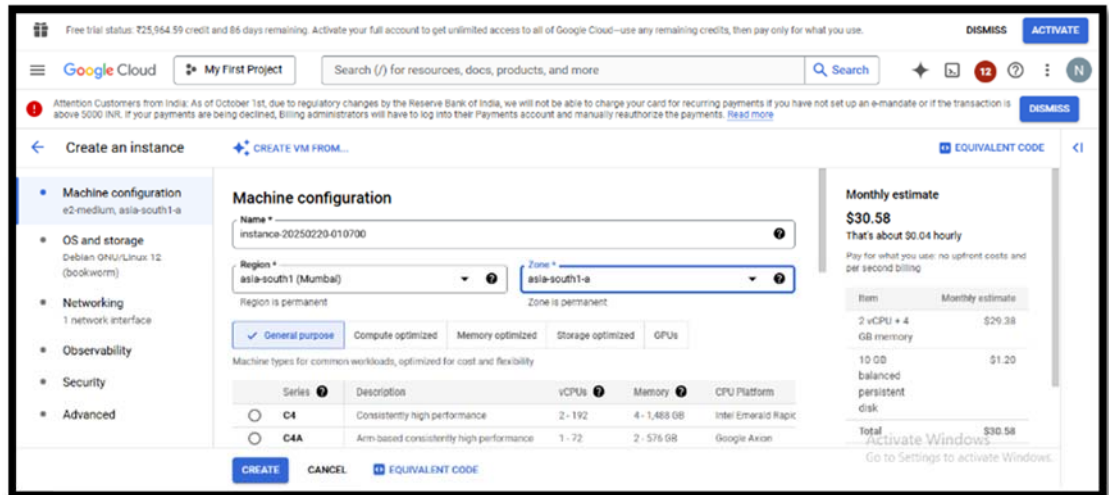 Free trial status: ₹25,964.59 credit and 86 days remaining. Activate your full account to get unlimited access to all of Google Cloud—use any remaining credits, then pay only for what you use.
DISMISS
ACTIVATE
Google Cloud
My First Project
Search (/) for resources, docs, products, and more
Search
12
N
Attention Customers from India: As of October 1st, due to regulatory changes by the Reserve Bank of India, we will not be able to charge your card for recurring payments if you have not set up an e-mandate or if the transaction is
above 5000 INR. If your payments are being declined, Billing administrators will have to log into their Payments account and manually reauthorize the payments. Read more
DISMISS
Create an instance
CREATE VM FROM...
EQUIVALENT CODE
Machine configuration
e2-medium, asia-south1-a
OS and storage
Debian GNU/Linux 12
(bookworm)
Networking
1 network interface
Observability
Security
Advanced
Machine configuration
Name *
instance-20250220-010700
Region *
asia-south1 (Mumbai)
Region is permanent
Zone *
asia-south1-a
Zone is permanent
General purpose
Compute optimized
Memory optimized
Storage optimized
GPUs
Machine types for common workloads, optimized for cost and flexibility
Series Description vCPUs Memory CPU Platform
C4 Consistently high performance 2 - 192 4 - 1,488 GB Intel Emerald Rapic
C4A Arm-based consistently high performance 1 - 72 2 - 576 GB Google Axion
CREATE
CANCEL
EQUIVALENT CODE
Monthly estimate
$30.58
That's about $0.04 hourly
Pay for what you use: no upfront costs and
per second billing
Item Monthly estimate
2 vCPU + 4 $29.38
GB memory
10 GB $1.20
balanced
persistent
disk
Total $30.58
Activate Windows
Go to Settings to activate Windows.